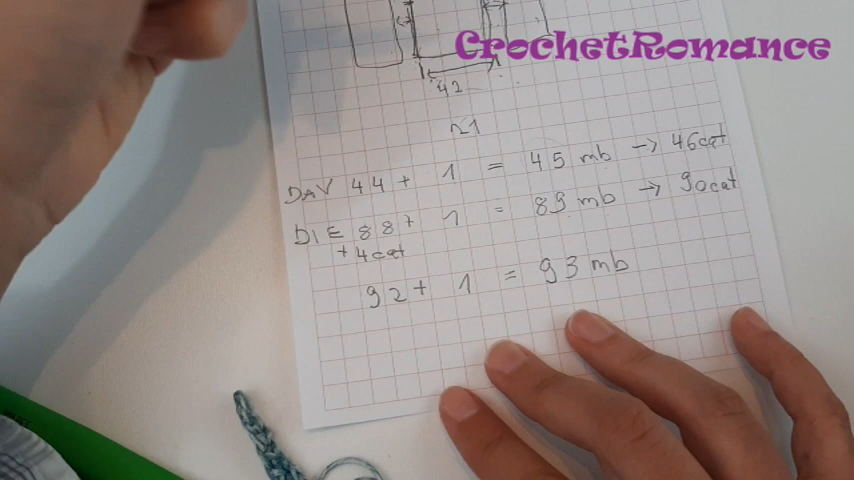 CrochetRomance
42
21
DAV 44 + 1 = 45 mb → 46cat
DIE 88+ 1 = 89 mb → 90cat
+4cat
92+ 1 = 93 mb